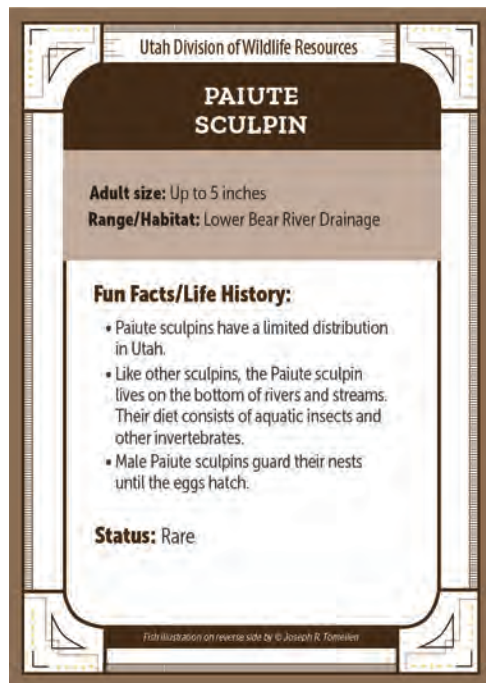 Utah Division of Wildlife Resources
PAIUTE
SCULPIN
Adult size: Up to 5 inches
Range/Habitat: Lower Bear River Drainage
Fun Facts/Life History:
• Paiute sculpins have a limited distribution
in Utah.
• Like other sculpins, the Paiute sculpin
lives on the bottom of rivers and streams.
Their diet consists of aquatic insects and
other invertebrates.
• Male Paiute sculpins guard their nests
until the eggs hatch.
Status: Rare
Fish illustration on reverse side by © Joseph R. Tomelleri